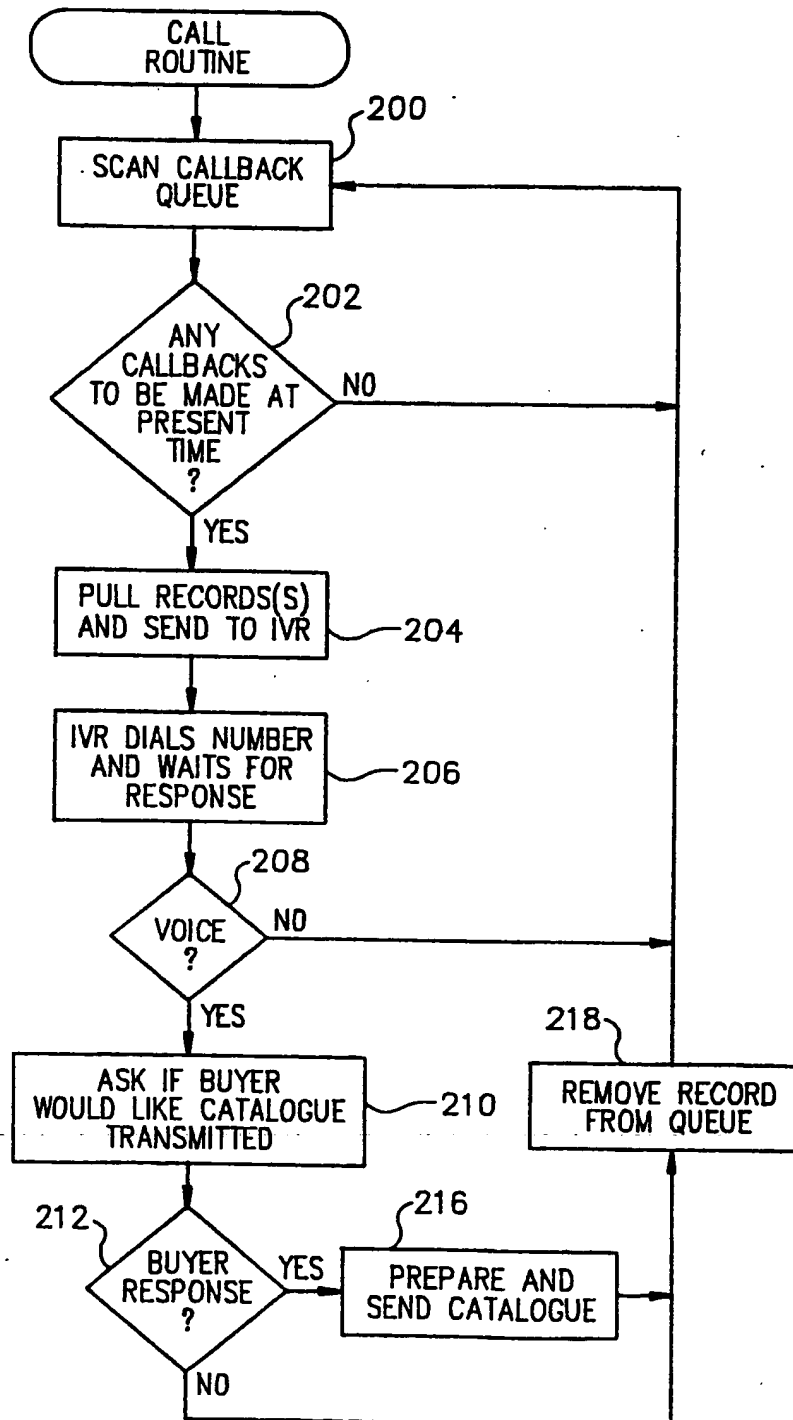 CALL
ROUTINE
200
SCAN CALLBACK
QUEUE
202
ANY
CALLBACKS
TO BE MADE AT
PRESENT
TIME
?
NO
YES
PULL RECORDS(S)
AND SEND TO IVR
204
IVR DIALS NUMBER
AND WAITS FOR
RESPONSE
206
208
VOICE
?
NO
YES
218
ASK IF BUYER
WOULD LIKE CATALOGUE
TRANSMITTED
210
REMOVE RECORD
FROM QUEUE
212
BUYER
RESPONSE
?
YES
216
PREPARE AND
SEND CATALOGUE
NO